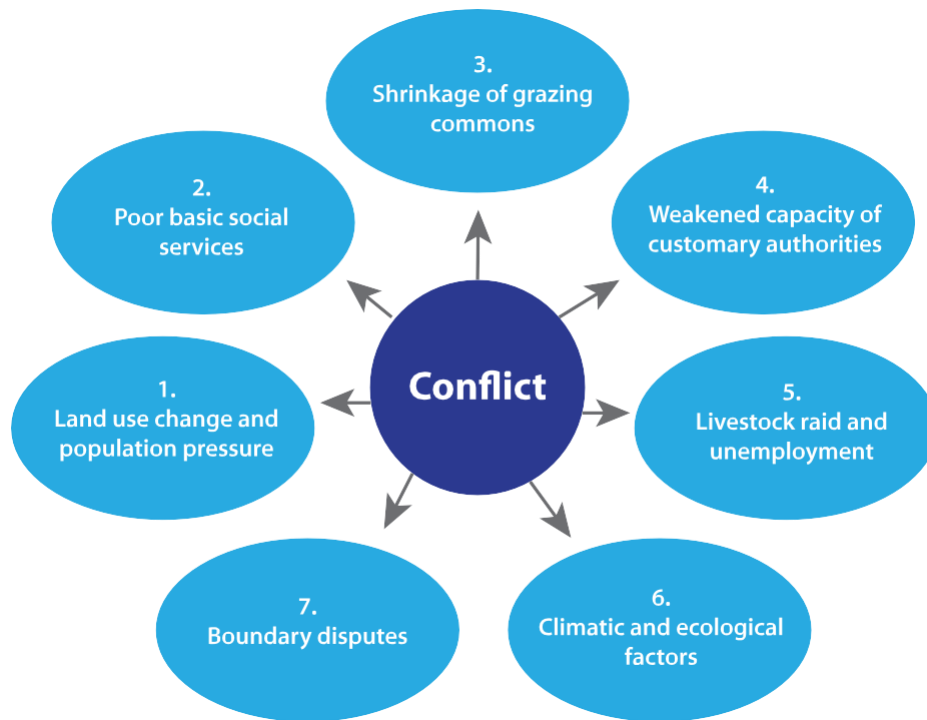 1.
Land use change and
population pressure
2.
Poor basic social
services
3.
Shrinkage of grazing
commons
4.
Weakened capacity of
customary authorities
5.
Livestock raid and
unemployment
6.
Climatic and ecological
factors
7.
Boundary disputes
Conflict